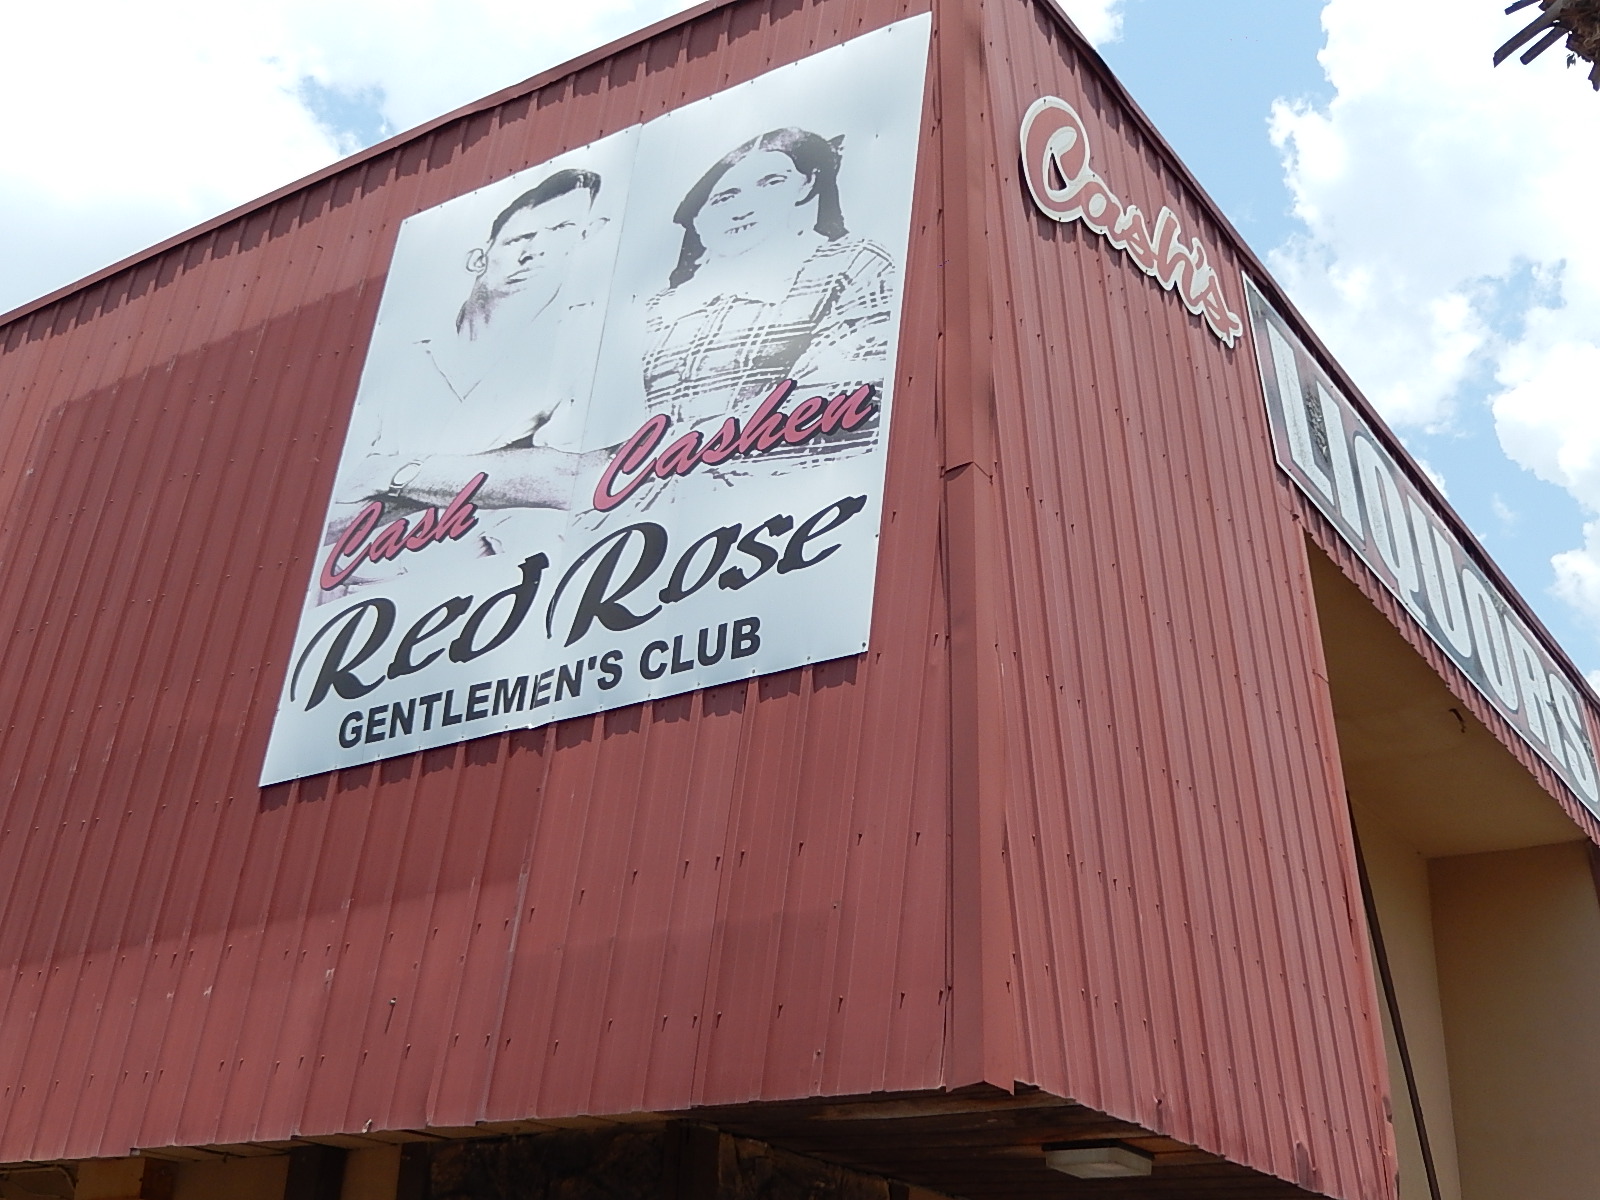 Cash Cashen
Red Rose
GENTLEMEN'S CLUB
Cash's
LIQUORS